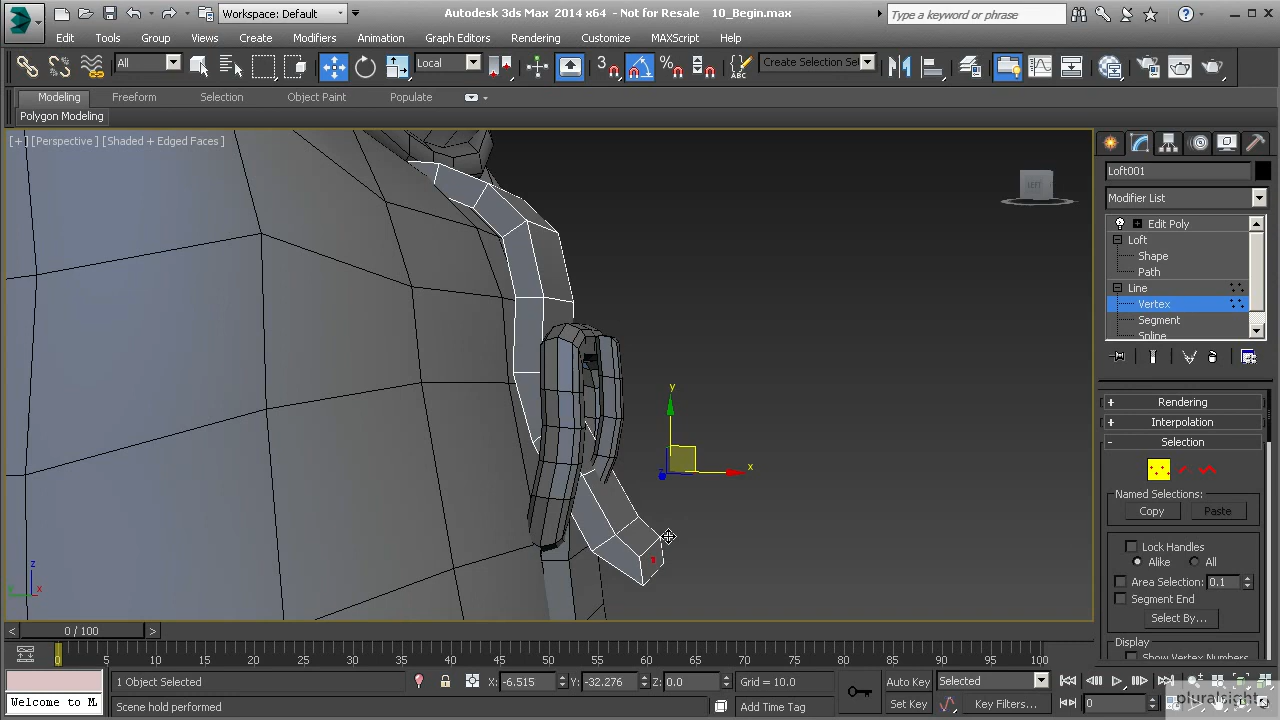 Workspace: Default
Autodesk 3ds Max 2014 x64 - Not for Resale 10_Begin.max
Type a keyword or phrase
Edit Tools Group Views Create Modifiers Animation Graph Editors Rendering Customize MAXScript Help
All
Local
3
Create Selection Se
Modeling Freeform Selection Object Paint Populate
Polygon Modeling
[+] [Perspective] [Shaded + Edged Faces]
LEFT
Loft001
Modifier List
Edit Poly
Loft
Shape
Path
Line
Vertex
Segment
Spline
Rendering
Interpolation
Selection
Named Selections:
Copy Paste
Lock Handles
Alike All
Area Selection: 0.1
Segment End
Select By...
Display
Show Vertex Numbers
y
x
z
x
0 / 100
0 5 10 15 20 25 30 35 40 45 50 55 60 65 70 75 80 85 90 95 100
1 Object Selected X: -6.515 Y: -32.276 Z: 0.0 Grid = 10.0 Auto Key Selected
Welcome to M
Scene hold performed Add Time Tag Set Key Key Filters... 0
pluralsight